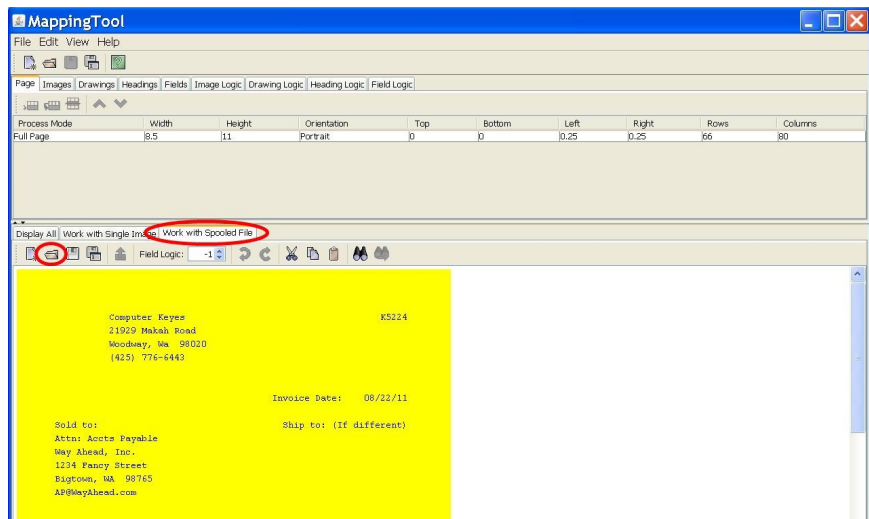 MappingTool
File Edit View Help
Page Images Drawings Headings Fields Image Logic Drawing Logic Heading Logic Field Logic
Process Mode Width Height Orientation Top Bottom Left Right Rows Columns
Full Page 8.5 11 Portrait 0 0 0.25 0.25 66 80
Display All Work with Single Image Work with Spooled File
Field Logic: -1
Computer Keyes K5224
21929 Makah Road
Woodway, Wa 98020
(425) 776-6443
Invoice Date: 08/22/11
Sold to: Ship to: (If different)
Attn: Accts Payable
Way Ahead, Inc.
1234 Fancy Street
Bigtown, WA 98765
AP@WayAhead.com